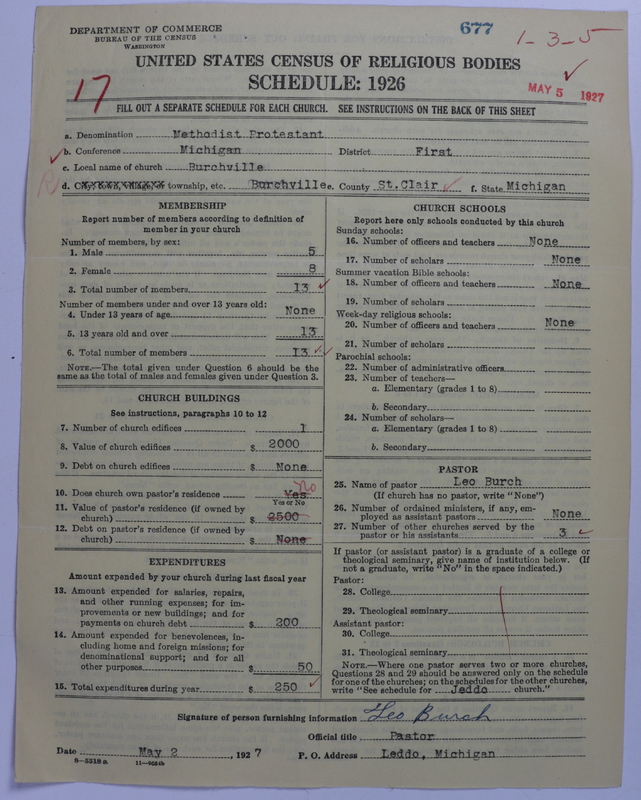 DEPARTMENT OF COMMERCE
BUREAU OF THE CENSUS
WASHINGTON
677
1-3-5
UNITED STATES CENSUS OF RELIGIOUS BODIES
SCHEDULE: 1926
17
MAY 5 1927
FILL OUT A SEPARATE SCHEDULE FOR EACH CHURCH. SEE INSTRUCTIONS ON THE BACK OF THIS SHEET
a. Denomination Methodist Protestant
b. Conference Michigan District First
c. Local name of church Burchville
d. township, etc. Burchville e. County St.Clair f. State Michigan
MEMBERSHIP
Report number of members according to definition of
member in your church
Number of members, by sex:
1. Male 5
2. Female 8
3. Total number of members 13
Number of members under and over 13 years old:
4. Under 13 years of age None
5. 13 years old and over 13
6. Total number of members 13
NOTE.—The total given under Question 6 should be the
same as the total of males and females given under Question 3.
CHURCH BUILDINGS
See instructions, paragraphs 10 to 12
7. Number of church edifices 1
8. Value of church edifices $ 2000
9. Debt on church edifices $ None
10. Does church own pastor's residence Yes no
Yes or No
11. Value of pastor's residence (if owned by
church) $ 2500
12. Debt on pastor's residence (if owned by
church) $ None
EXPENDITURES
Amount expended by your church during last fiscal year
13. Amount expended for salaries, repairs,
and other running expenses; for im-
provements or new buildings; and for
payments on church debt $ 200
14. Amount expended for benevolences, in-
cluding home and foreign missions; for
denominational support; and for all
other purposes $ 50
15. Total expenditures during year $ 250
CHURCH SCHOOLS
Report here only schools conducted by this church
Sunday schools:
16. Number of officers and teachers None
17. Number of scholars None
Summer vacation Bible schools:
18. Number of officers and teachers None
19. Number of scholars
Week-day religious schools:
20. Number of officers and teachers None
21. Number of scholars
Parochial schools:
22. Number of administrative officers
23. Number of teachers—
a. Elementary (grades 1 to 8)
b. Secondary
24. Number of scholars—
a. Elementary (grades 1 to 8)
b. Secondary
PASTOR
25. Name of pastor Leo Burch
(If church has no pastor, write "None")
26. Number of ordained ministers, if any, em-
ployed as assistant pastors None
27. Number of other churches served by the
pastor or his assistants 3
If pastor (or assistant pastor) is a graduate of a college or
theological seminary, give name of institution below. (If
not a graduate, write "No" in the space indicated.)
Pastor:
28. College
29. Theological seminary
Assistant pastor:
30. College
31. Theological seminary
NOTE.—Where one pastor serves two or more churches,
Questions 28 and 29 should be answered only on the schedule
for one of the churches; on the schedules for the other churches,
write "See schedule for Jeddo church."
Signature of person furnishing information Leo Burch
Official title Pastor
Date May 2, 1927 P. O. Address Leddo, Michigan
8-5318a 11-9024b